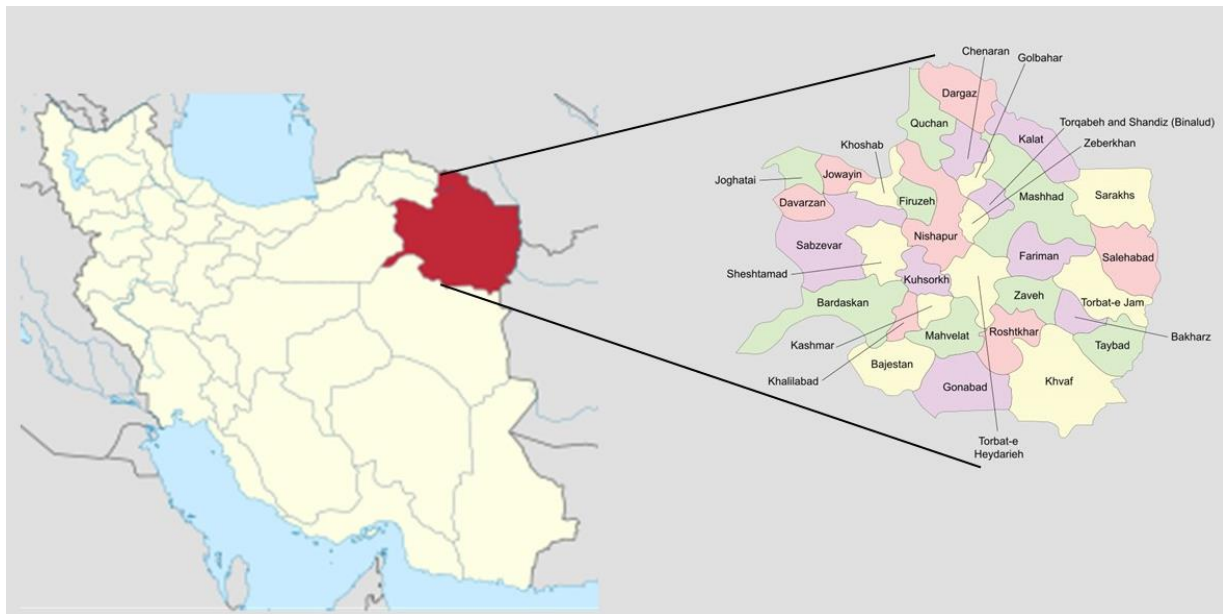 Chenaran
Golbahar
Dargaz
Torqabeh and Shandiz (Binalud)
Quchan
Kalat
Zeberkhan
Khoshab
Joghatai
Jowayin
Mashhad
Sarakhs
Davarzan
Firuzeh
Nishapur
Sabzevar
Fariman
Salehabad
Sheshtamad
Kuhsorkh
Bardaskan
Zaveh
Torbat-e Jam
Kashmar
Mahvelat
Roshtkhar
Bakharz
Taybad
Bajestan
Khalilabad
Gonabad
Khvaf
Torbat-e
Heydarieh